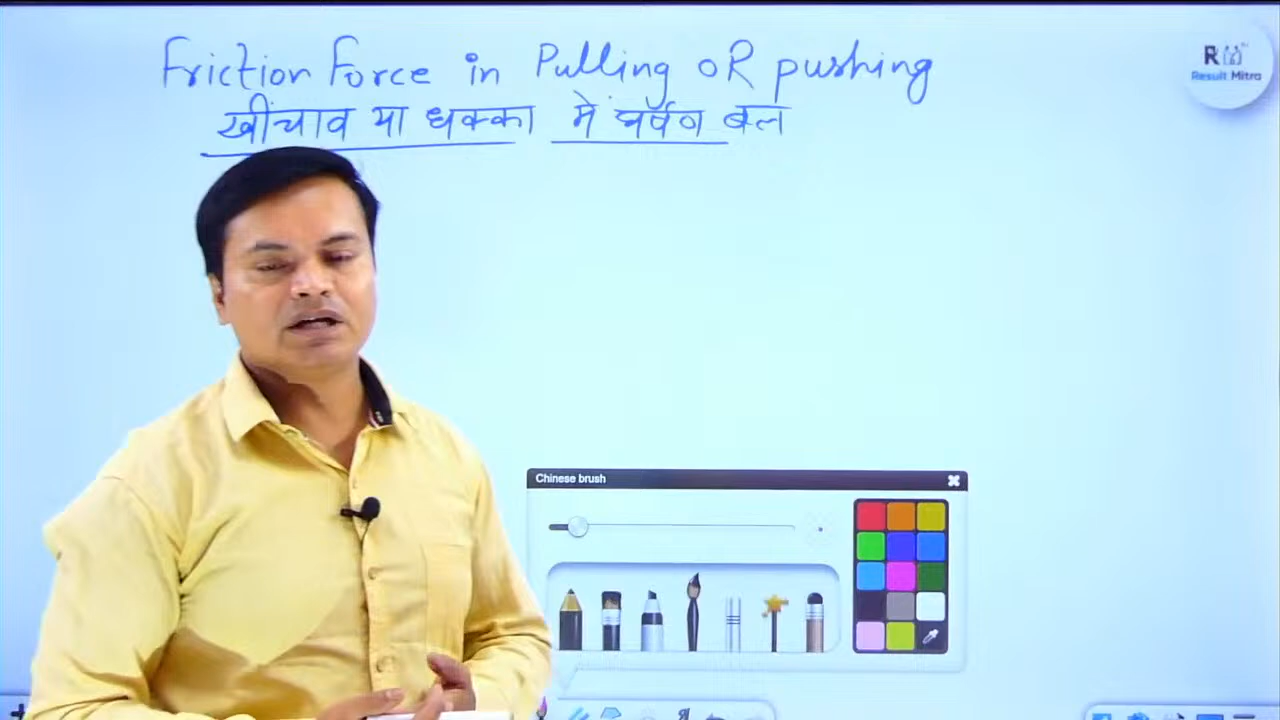 Friction Force in Pulling OR pushing
खींचाव या धक्का में घर्षण बल
R
Result Mitra
Chinese brush